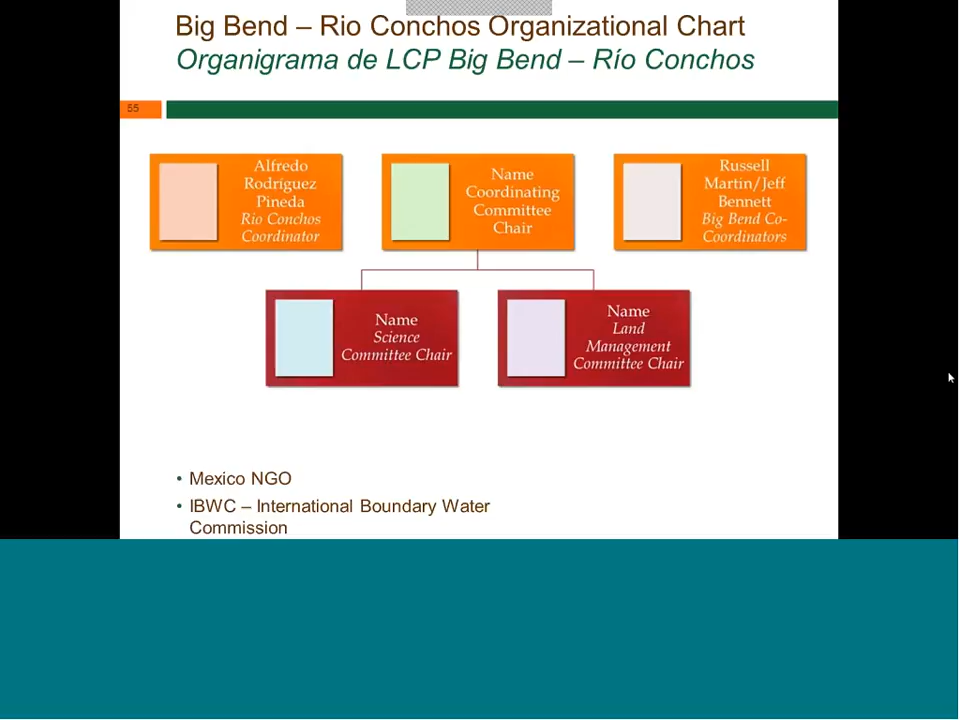 Big Bend – Rio Conchos Organizational Chart
Organigrama de LCP Big Bend – Río Conchos
55
Alfredo
Rodríguez
Pineda
Rio Conchos
Coordinator
Name
Coordinating
Committee
Chair
Russell
Martin/Jeff
Bennett
Big Bend Co-
Coordinators
Name
Science
Committee Chair
Name
Land
Management
Committee Chair
• Mexico NGO
• IBWC – International Boundary Water
Commission